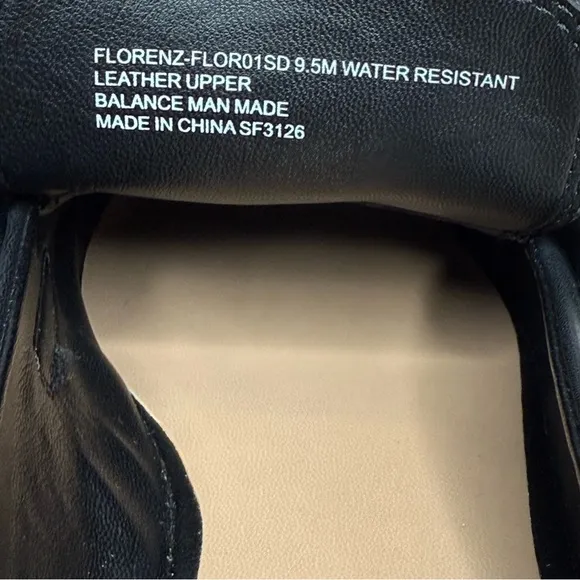 FLORENZ-FLOR01SD 9.5M WATER RESISTANT
LEATHER UPPER
BALANCE MAN MADE
MADE IN CHINA SF3126